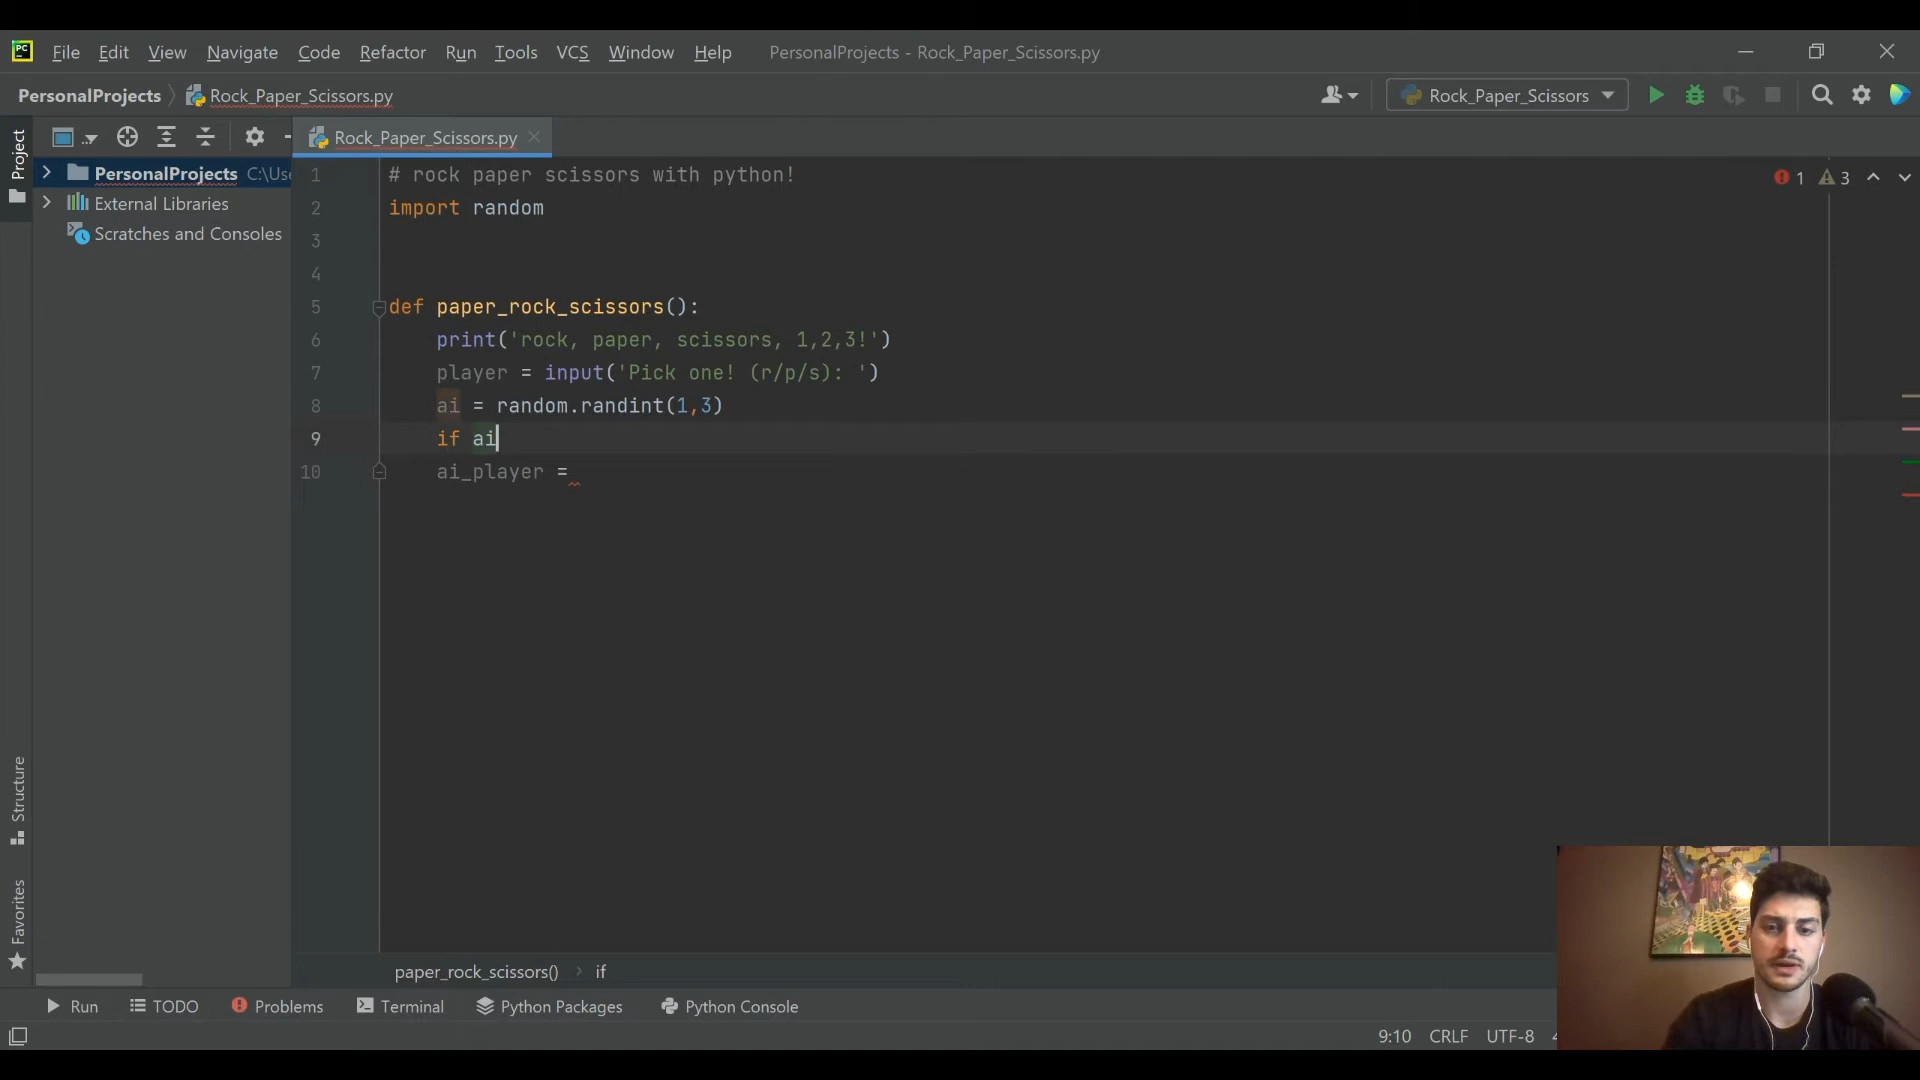 PC File Edit View Navigate Code Refactor Run Tools VCS Window Help PersonalProjects - Rock_Paper_Scissors.py
PersonalProjects Rock_Paper_Scissors.py Rock_Paper_Scissors
Project
Rock_Paper_Scissors.py
PersonalProjects C:\Use
External Libraries
Scratches and Consoles
1 # rock paper scissors with python!
2 import random
3
4
5 def paper_rock_scissors():
6 print('rock, paper, scissors, 1,2,3!')
7 player = input('Pick one! (r/p/s): ')
8 ai = random.randint(1,3)
9 if ai
10 ai_player =
1 3
Structure
Favorites
paper_rock_scissors() if
Run TODO Problems Terminal Python Packages Python Console
9:10 CRLF UTF-8